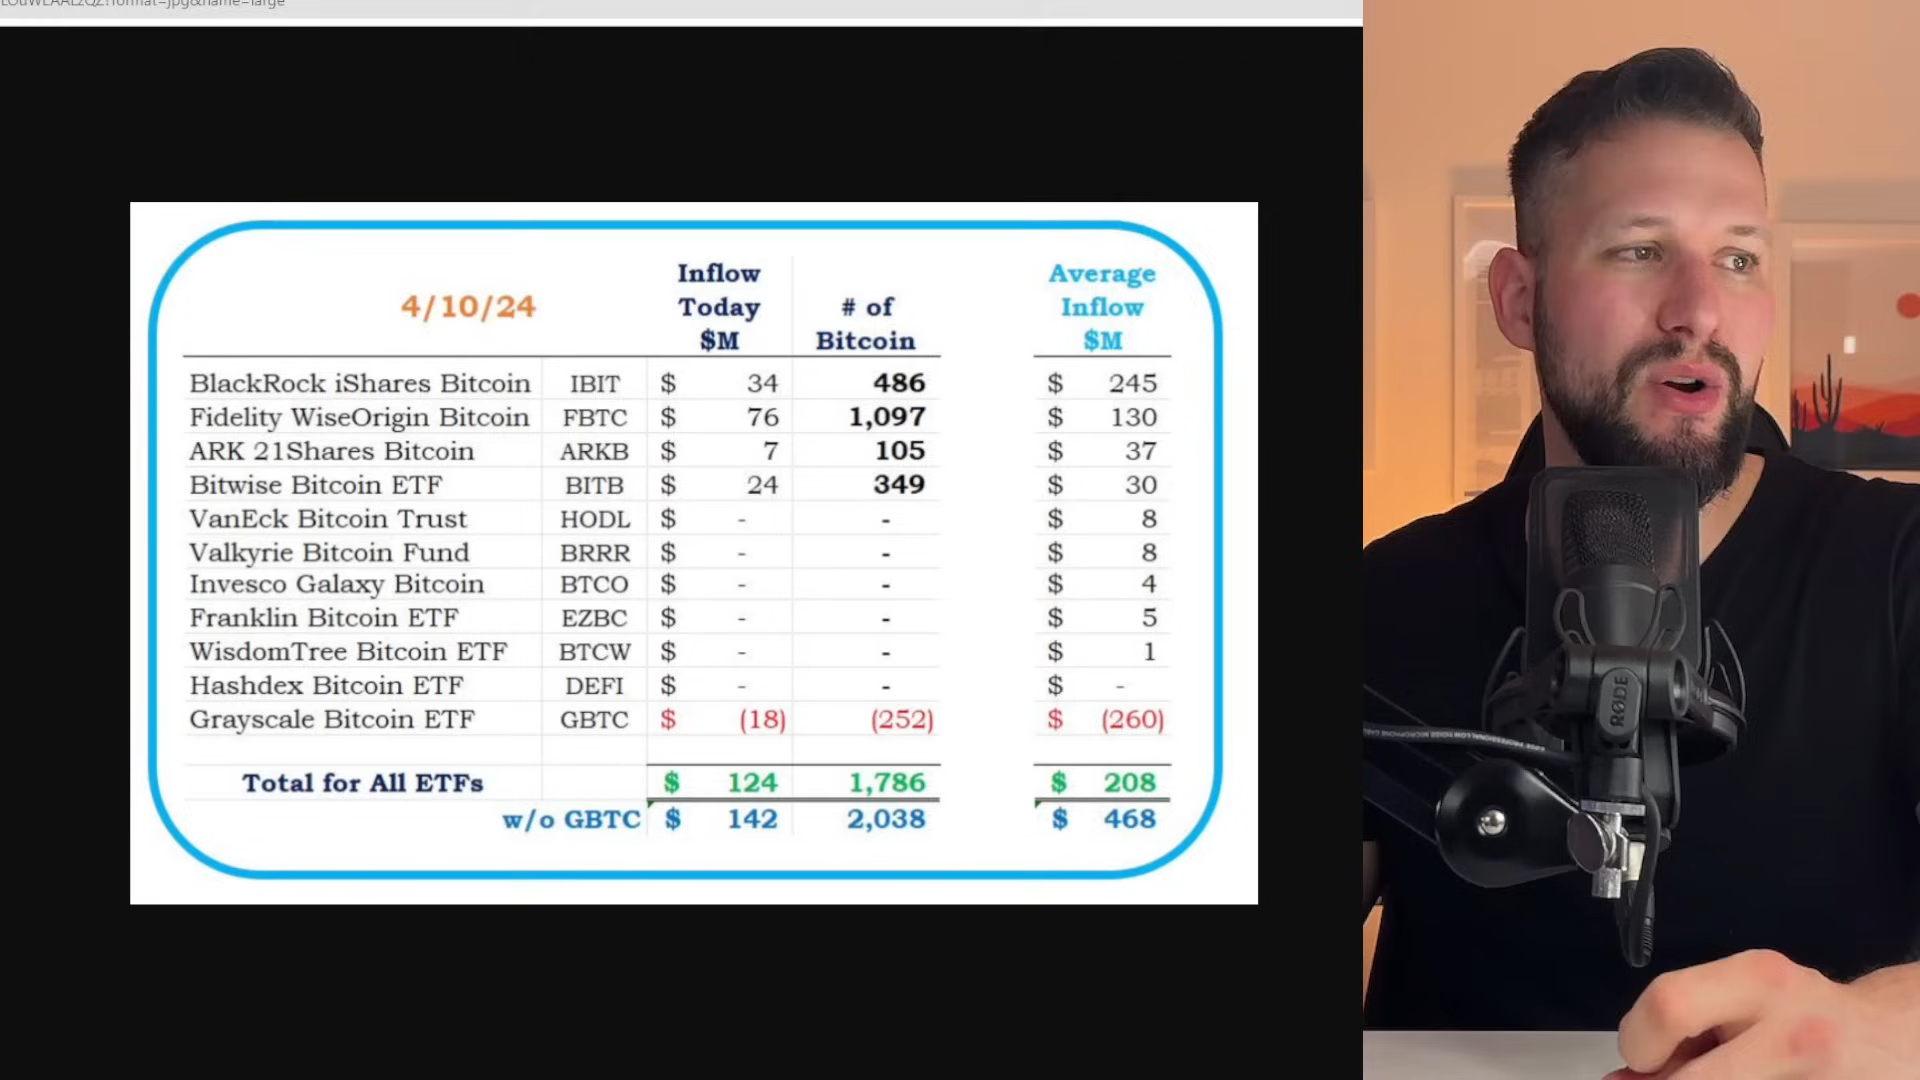 format=jpg&name=large
Inflow
Today
$M
# of
Bitcoin
Average
Inflow
$M
4/10/24
BlackRock iShares Bitcoin IBIT $ 34 486 $ 245
Fidelity WiseOrigin Bitcoin FBTC $ 76 1,097 $ 130
ARK 21Shares Bitcoin ARKB $ 7 105 $ 37
Bitwise Bitcoin ETF BITB $ 24 349 $ 30
VanEck Bitcoin Trust HODL $ - - $ 8
Valkyrie Bitcoin Fund BRRR $ - - $ 8
Invesco Galaxy Bitcoin BTCO $ - - $ 4
Franklin Bitcoin ETF EZBC $ - - $ 5
WisdomTree Bitcoin ETF BTCW $ - - $ 1
Hashdex Bitcoin ETF DEFI $ - - $ -
Grayscale Bitcoin ETF GBTC $ (18) (252) $ (260)
Total for All ETFs $ 124 1,786 $ 208
w/o GBTC $ 142 2,038 $ 468
RØDE